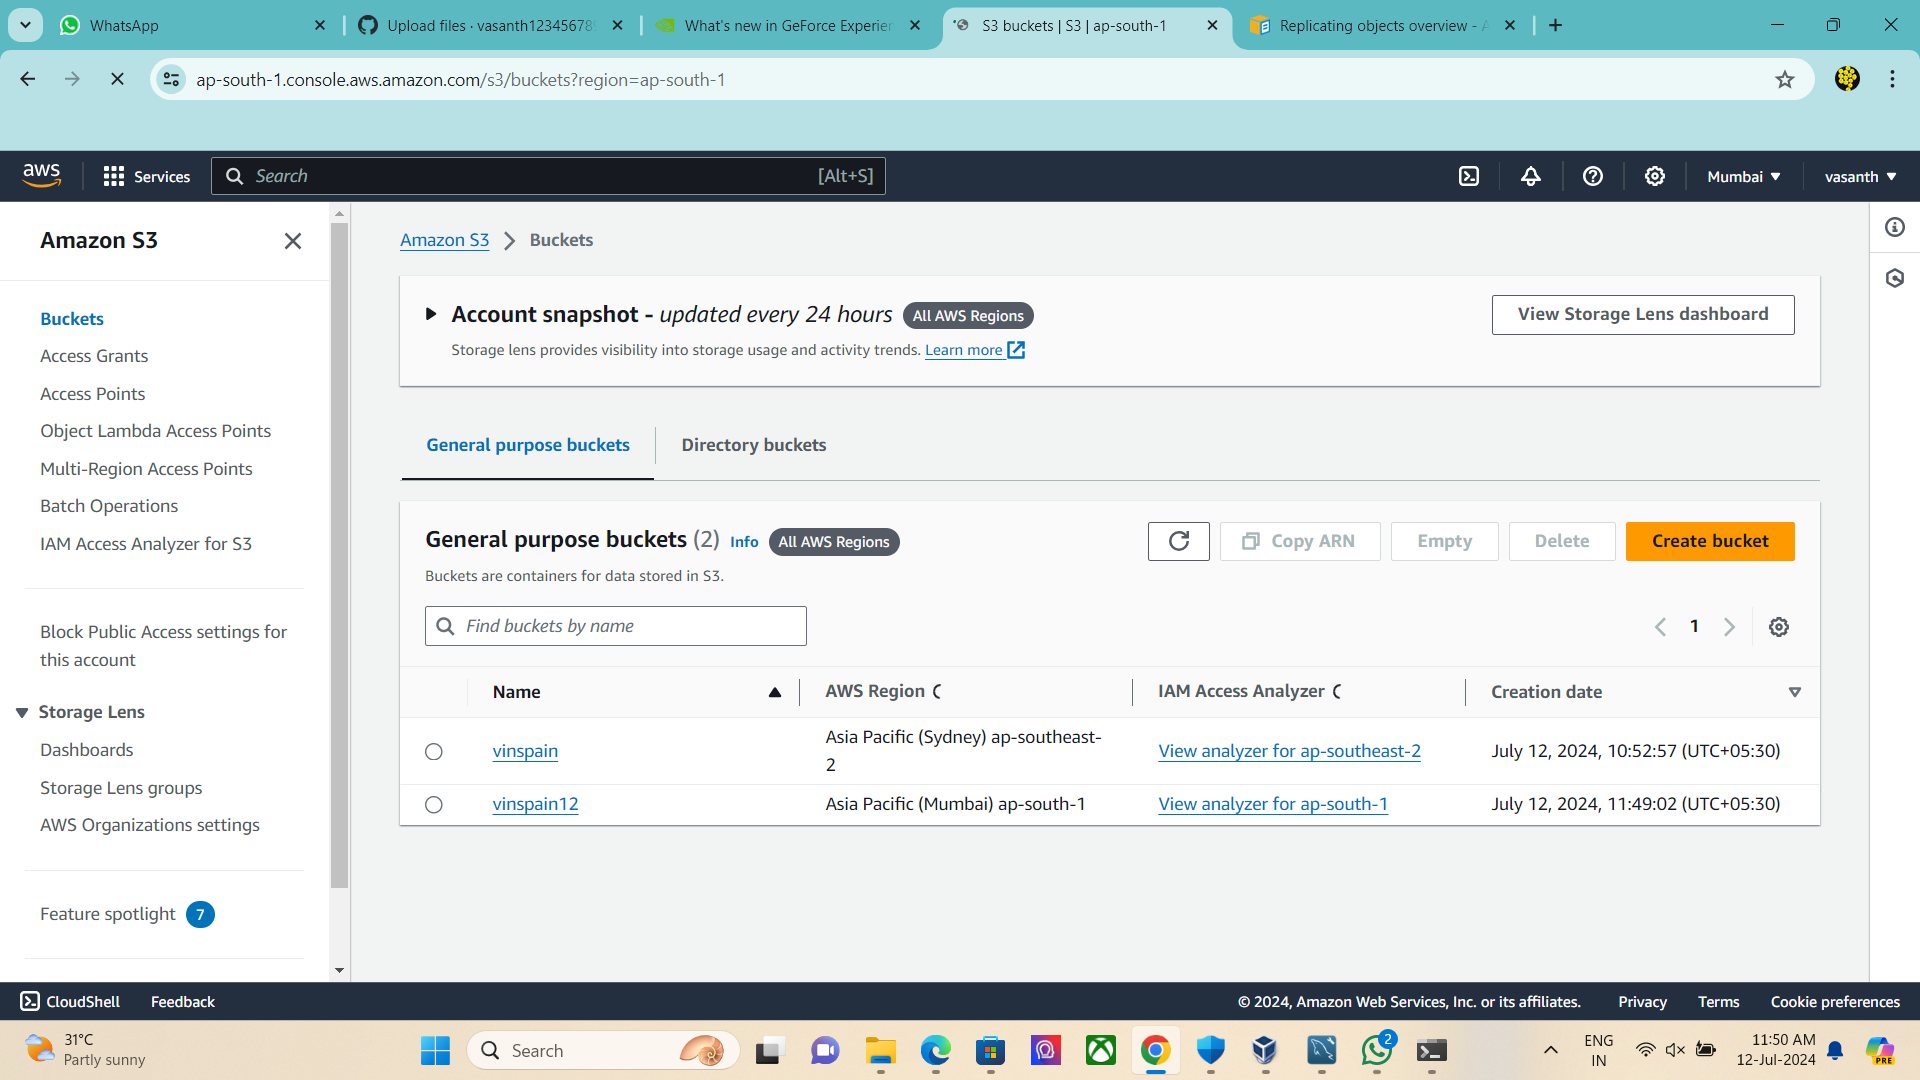 WhatsApp
Upload files · vasanth123456789
What's new in GeForce Experien
S3 buckets | S3 | ap-south-1
Replicating objects overview - A
ap-south-1.console.aws.amazon.com/s3/buckets?region=ap-south-1
aws
Services
Search
[Alt+S]
Mumbai
vasanth
Amazon S3
Buckets
Access Grants
Access Points
Object Lambda Access Points
Multi-Region Access Points
Batch Operations
IAM Access Analyzer for S3
Block Public Access settings for
this account
Storage Lens
Dashboards
Storage Lens groups
AWS Organizations settings
Feature spotlight 7
Amazon S3 > Buckets
Account snapshot - updated every 24 hours All AWS Regions
View Storage Lens dashboard
Storage lens provides visibility into storage usage and activity trends. Learn more
General purpose buckets
Directory buckets
General purpose buckets (2) Info All AWS Regions
Copy ARN
Empty
Delete
Create bucket
Buckets are containers for data stored in S3.
Find buckets by name
1
Name
AWS Region
IAM Access Analyzer
Creation date
vinspain
Asia Pacific (Sydney) ap-southeast-
2
View analyzer for ap-southeast-2
July 12, 2024, 10:52:57 (UTC+05:30)
vinspain12
Asia Pacific (Mumbai) ap-south-1
View analyzer for ap-south-1
July 12, 2024, 11:49:02 (UTC+05:30)
CloudShell
Feedback
© 2024, Amazon Web Services, Inc. or its affiliates.
Privacy
Terms
Cookie preferences
31°C
Partly sunny
Search
2
ENG
IN
11:50 AM
12-Jul-2024
PRE